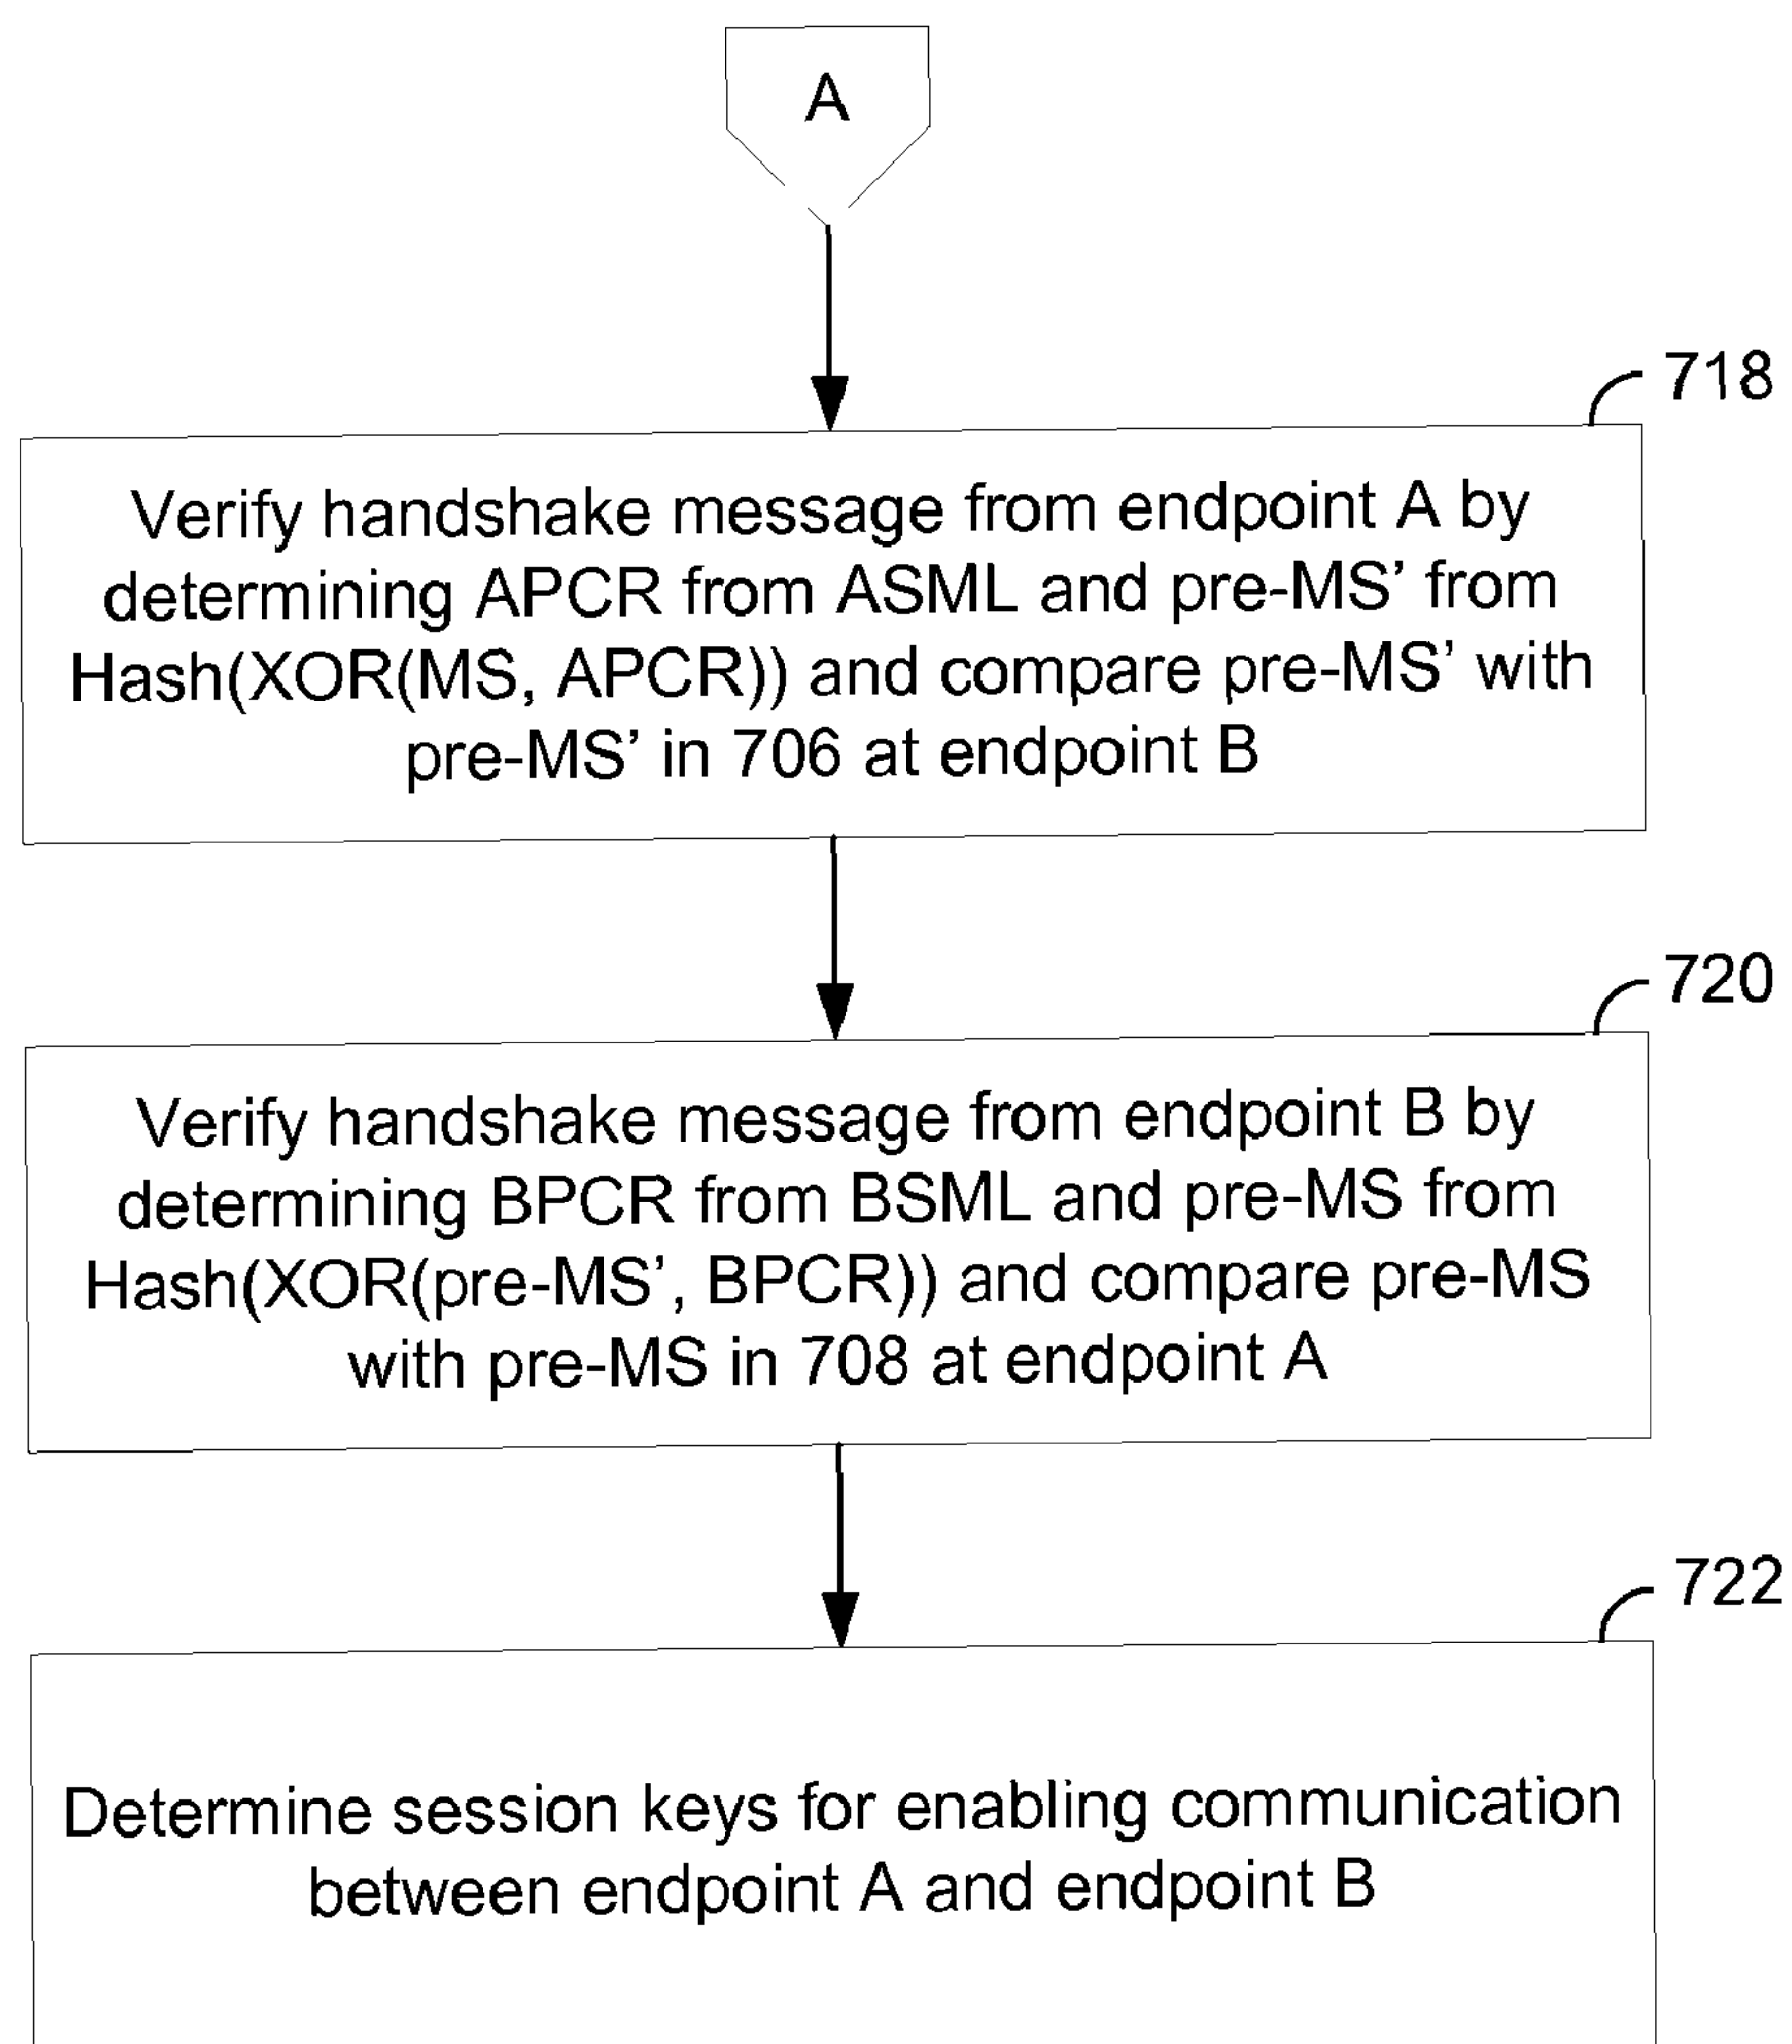 A
718
Verify handshake message from endpoint A by
determining APCR from ASML and pre-MS’ from
Hash(XOR(MS, APCR)) and compare pre-MS’ with
pre-MS’ in 706 at endpoint B
720
Verify handshake message from endpoint B by
determining BPCR from BSML and pre-MS from
Hash(XOR(pre-MS’, BPCR)) and compare pre-MS
with pre-MS in 708 at endpoint A
722
Determine session keys for enabling communication
between endpoint A and endpoint B